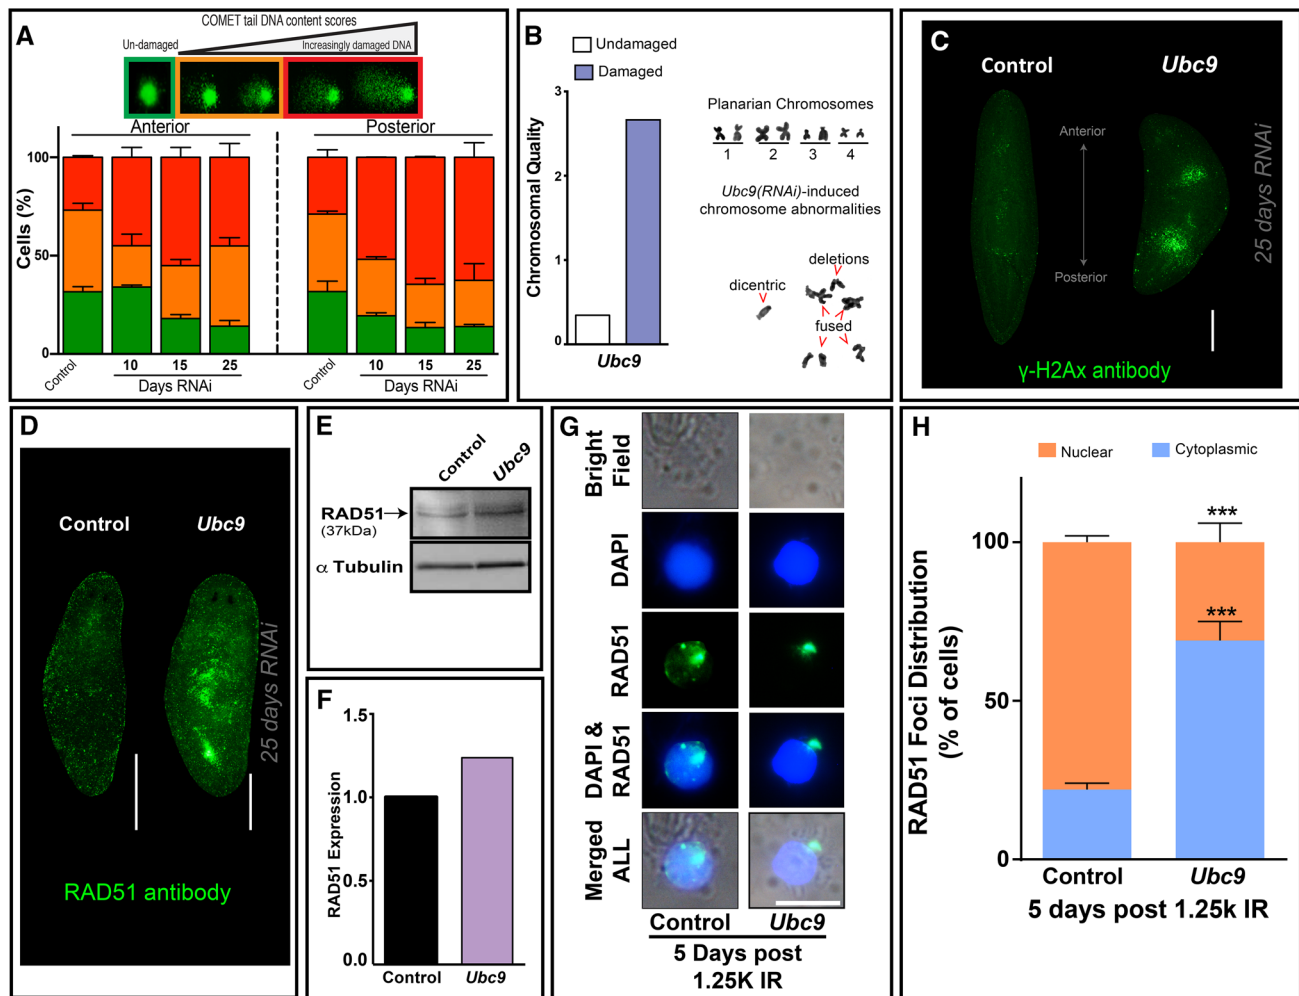 A
COMET tail DNA content scores
Un-damaged
Increasingly damaged DNA
Anterior
Posterior
Cells (%)
100
50
0
Control
10
15
25
Days RNAi
Control
10
15
25
Days RNAi
B
Undamaged
Damaged
Chromosomal Quality
3
2
1
0
Ubc9
Planarian Chromosomes
1 2 3 4
Ubc9(RNAi)-induced
chromosome abnormalities
deletions
dicentric
fused
C
Control
Ubc9
Anterior
Posterior
25 days RNAi
γ-H2Ax antibody
D
Control
Ubc9
25 days RNAi
RAD51 antibody
E
Control
Ubc9
RAD51
(37kDa)
α Tubulin
F
RAD51 Expression
1.5
1.0
0.5
0.0
Control
Ubc9
G
Bright
Field
DAPI
RAD51
DAPI &
RAD51
Merged
ALL
Control
Ubc9
5 Days post
1.25K IR
H
Nuclear
Cytoplasmic
RAD51 Foci Distribution
(% of cells)
100
50
0
***
***
Control
Ubc9
5 days post 1.25k IR